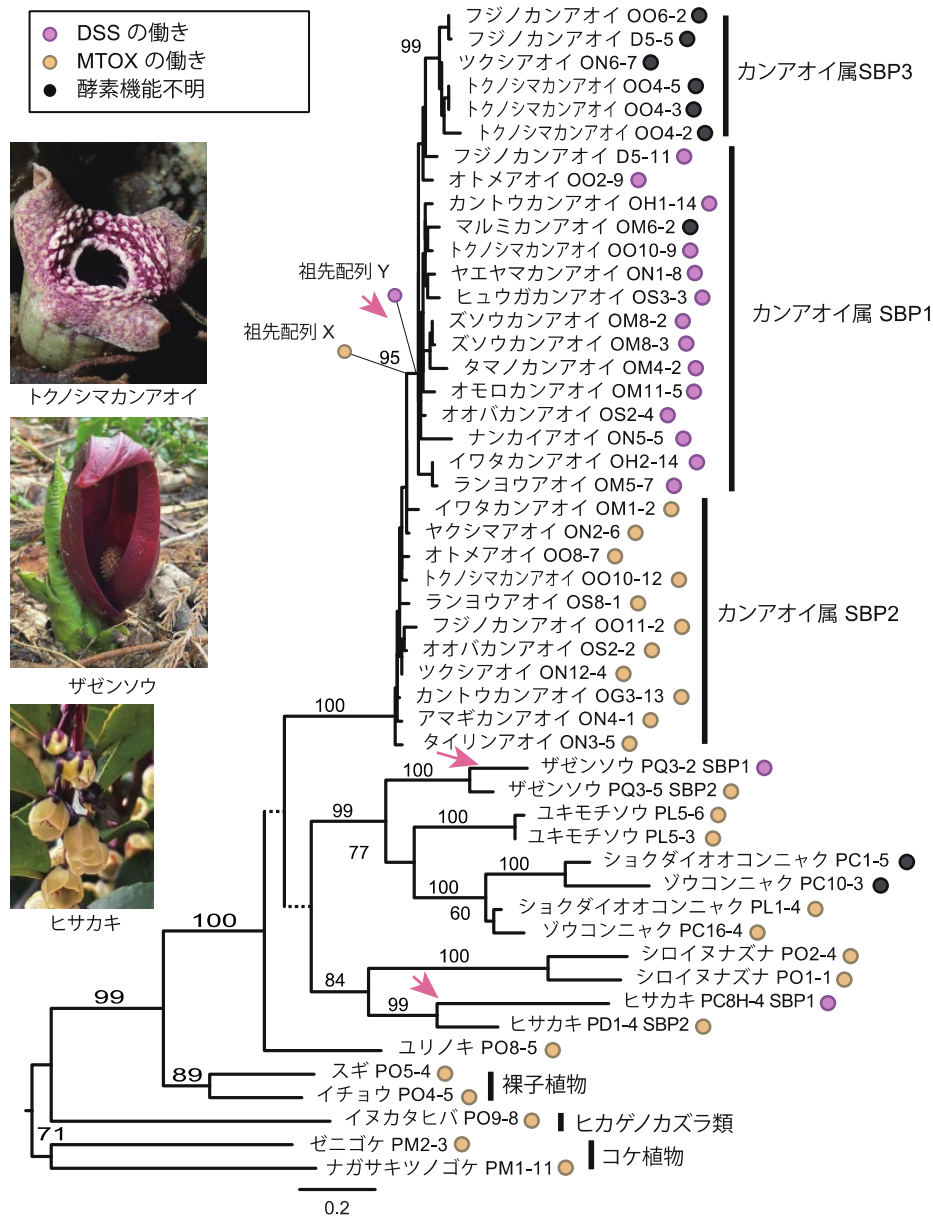 DSS の働き
MTOX の働き
酵素機能不明
トクノシマカンアオイ
ザゼンソウ
ヒサカキ
フジノカンアオイ OO6-2
99
フジノカンアオイ D5-5
ツクシアオイ ON6-7
カンアオイ属SBP3
トクノシマカンアオイ OO4-5
トクノシマカンアオイ OO4-3
トクノシマカンアオイ OO4-2
フジノカンアオイ D5-11
オトメアオイ OO2-9
カントウカンアオイ OH1-14
マルミカンアオイ OM6-2
トクノシマカンアオイ OO10-9
祖先配列 Y
ヤエヤマカンアオイ ON1-8
ヒュウガカンアオイ OS3-3
カンアオイ属 SBP1
祖先配列 X
ズソウカンアオイ OM8-2
ズソウカンアオイ OM8-3
95
タマノカンアオイ OM4-2
オモロカンアオイ OM11-5
オオバカンアオイ OS2-4
ナンカイアオイ ON5-5
イワタカンアオイ OH2-14
ランヨウアオイ OM5-7
イワタカンアオイ OM1-2
ヤクシマアオイ ON2-6
オトメアオイ OO8-7
トクノシマカンアオイ OO10-12
ランヨウアオイ OS8-1
カンアオイ属 SBP2
フジノカンアオイ OO11-2
オオバカンアオイ OS2-2
ツクシアオイ ON12-4
カントウカンアオイ OG3-13
100
アマギカンアオイ ON4-1
タイリンアオイ ON3-5
ザゼンソウ PQ3-2 SBP1
100
ザゼンソウ PQ3-5 SBP2
99
ユキモチソウ PL5-6
100
ユキモチソウ PL5-3
77
ショクダイオオコンニャク PC1-5
100
ゾウコンニャク PC10-3
100
ショクダイオオコンニャク PL1-4
60
ゾウコンニャク PC16-4
100
シロイヌナズナ PO2-4
100
シロイヌナズナ PO1-1
84
ヒサカキ PC8H-4 SBP1
99
ヒサカキ PD1-4 SBP2
99
ユリノキ PO8-5
スギ PO5-4
89
イチョウ PO4-5
裸子植物
イヌカタヒバ PO9-8
ヒカゲノカズラ類
71
ゼニゴケ PM2-3
コケ植物
ナガサキツノゴケ PM1-11
0.2